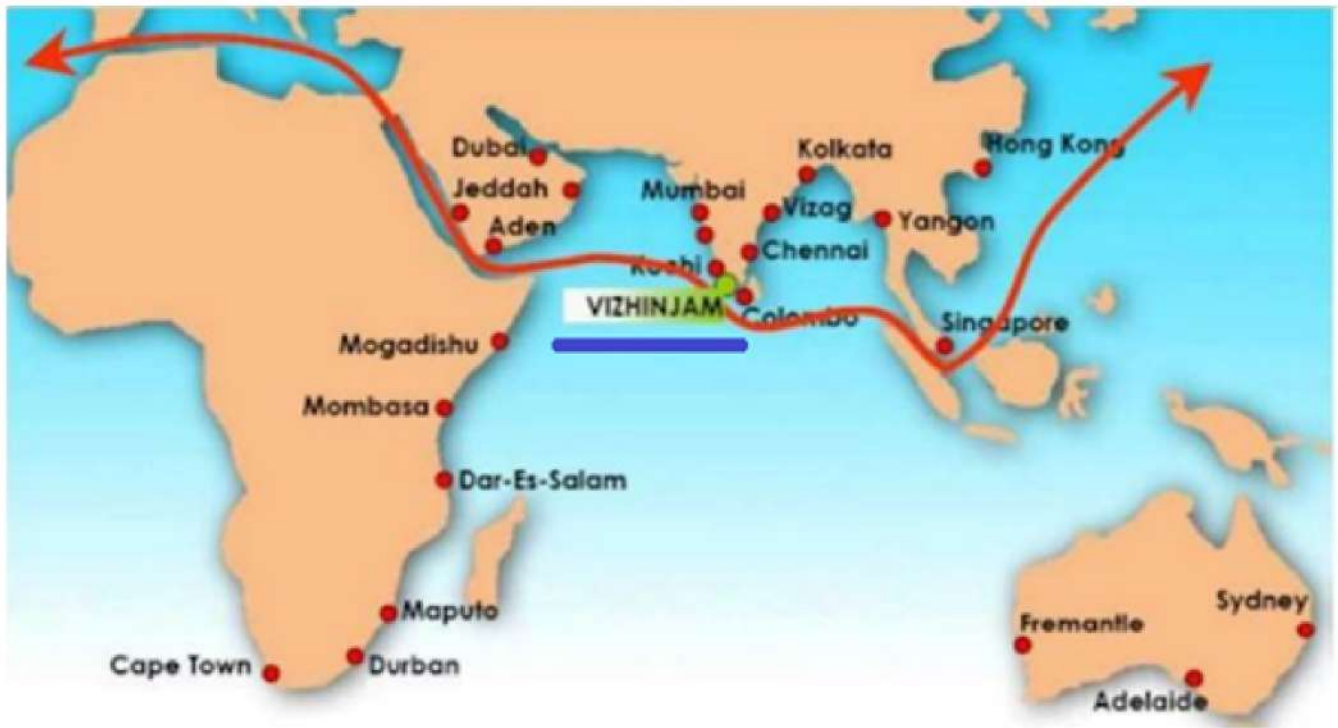 Dubai
Kolkata
Hong Kong
Jeddah
Mumbai
Vizag
Yangon
Aden
Chennai
Kochi
VIZHINJAM
Colombo
Singapore
Mogadishu
Mombasa
Dar-Es-Salam
Maputo
Sydney
Fremantle
Cape Town
Durban
Adelaide